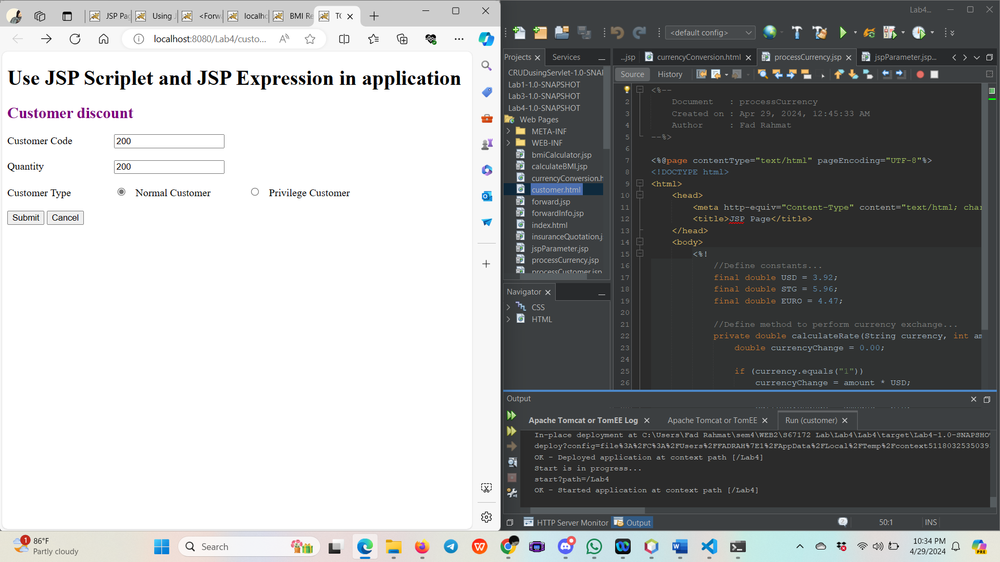 JSP Pag
Using J
<Forw
localho
BMI Re
TO
localhost:8080/Lab4/custo...
Use JSP Scriplet and JSP Expression in application
Customer discount
Customer Code
200
Quantity
200
Customer Type
Normal Customer
Privilege Customer
Submit
Cancel
Lab4...
<default config>
Projects
Services
CRUDusingServlet-1.0-SNAP
Lab1-1.0-SNAPSHOT
Lab3-1.0-SNAPSHOT
Lab4-1.0-SNAPSHOT
Web Pages
META-INF
WEB-INF
bmiCalculator.jsp
calculateBMI.jsp
currencyConversion.h
customer.html
forward.jsp
forwardInfo.jsp
index.html
insuranceQuotation.j
jspParameter.jsp
processCurrency.jsp
processCustomer.jsp
Navigator
CSS
HTML
...jsp
currencyConversion.html
processCurrency.jsp
jspParameter.jsp...
Source
History
<%--
2 Document : processCurrency
3 Created on : Apr 29, 2024, 12:45:33 AM
4 Author : Fad Rahmat
5 --%>
6
7 <%@page contentType="text/html" pageEncoding="UTF-8"%>
8 <!DOCTYPE html>
9 <html>
10 <head>
11 <meta http-equiv="Content-Type" content="text/html; char
12 <title>JSP Page</title>
13 </head>
14 <body>
15 <%!
16 //Define constants...
17 final double USD = 3.92;
18 final double STG = 5.96;
19 final double EURO = 4.47;
20
21 //Define method to perform currency exchange...
22 private double calculateRate(String currency, int am
23 double currencyChange = 0.00;
24
25 if (currency.equals("1"))
26 currencyChange = amount * USD;
Output
Apache Tomcat or TomEE Log
Apache Tomcat or TomEE
Run (customer)
In-place deployment at C:\Users\Fad Rahmat\sem4\WEB2\S67172 Lab\Lab4\Lab4\target\Lab4-1.0-SNAPSHO
deploy?config=file%3A%2FC%3A%2FUsers%2FFADRAH%7E1%2FAppData%2FLocal%2FTemp%2Fcontext5118032535039
OK - Deployed application at context path [/Lab4]
Start is in progress...
start?path=/Lab4
OK - Started application at context path [/Lab4]
HTTP Server Monitor
Output
2
50:1
INS
1
86°F
Partly cloudy
Search
10:34 PM
4/29/2024
PRE